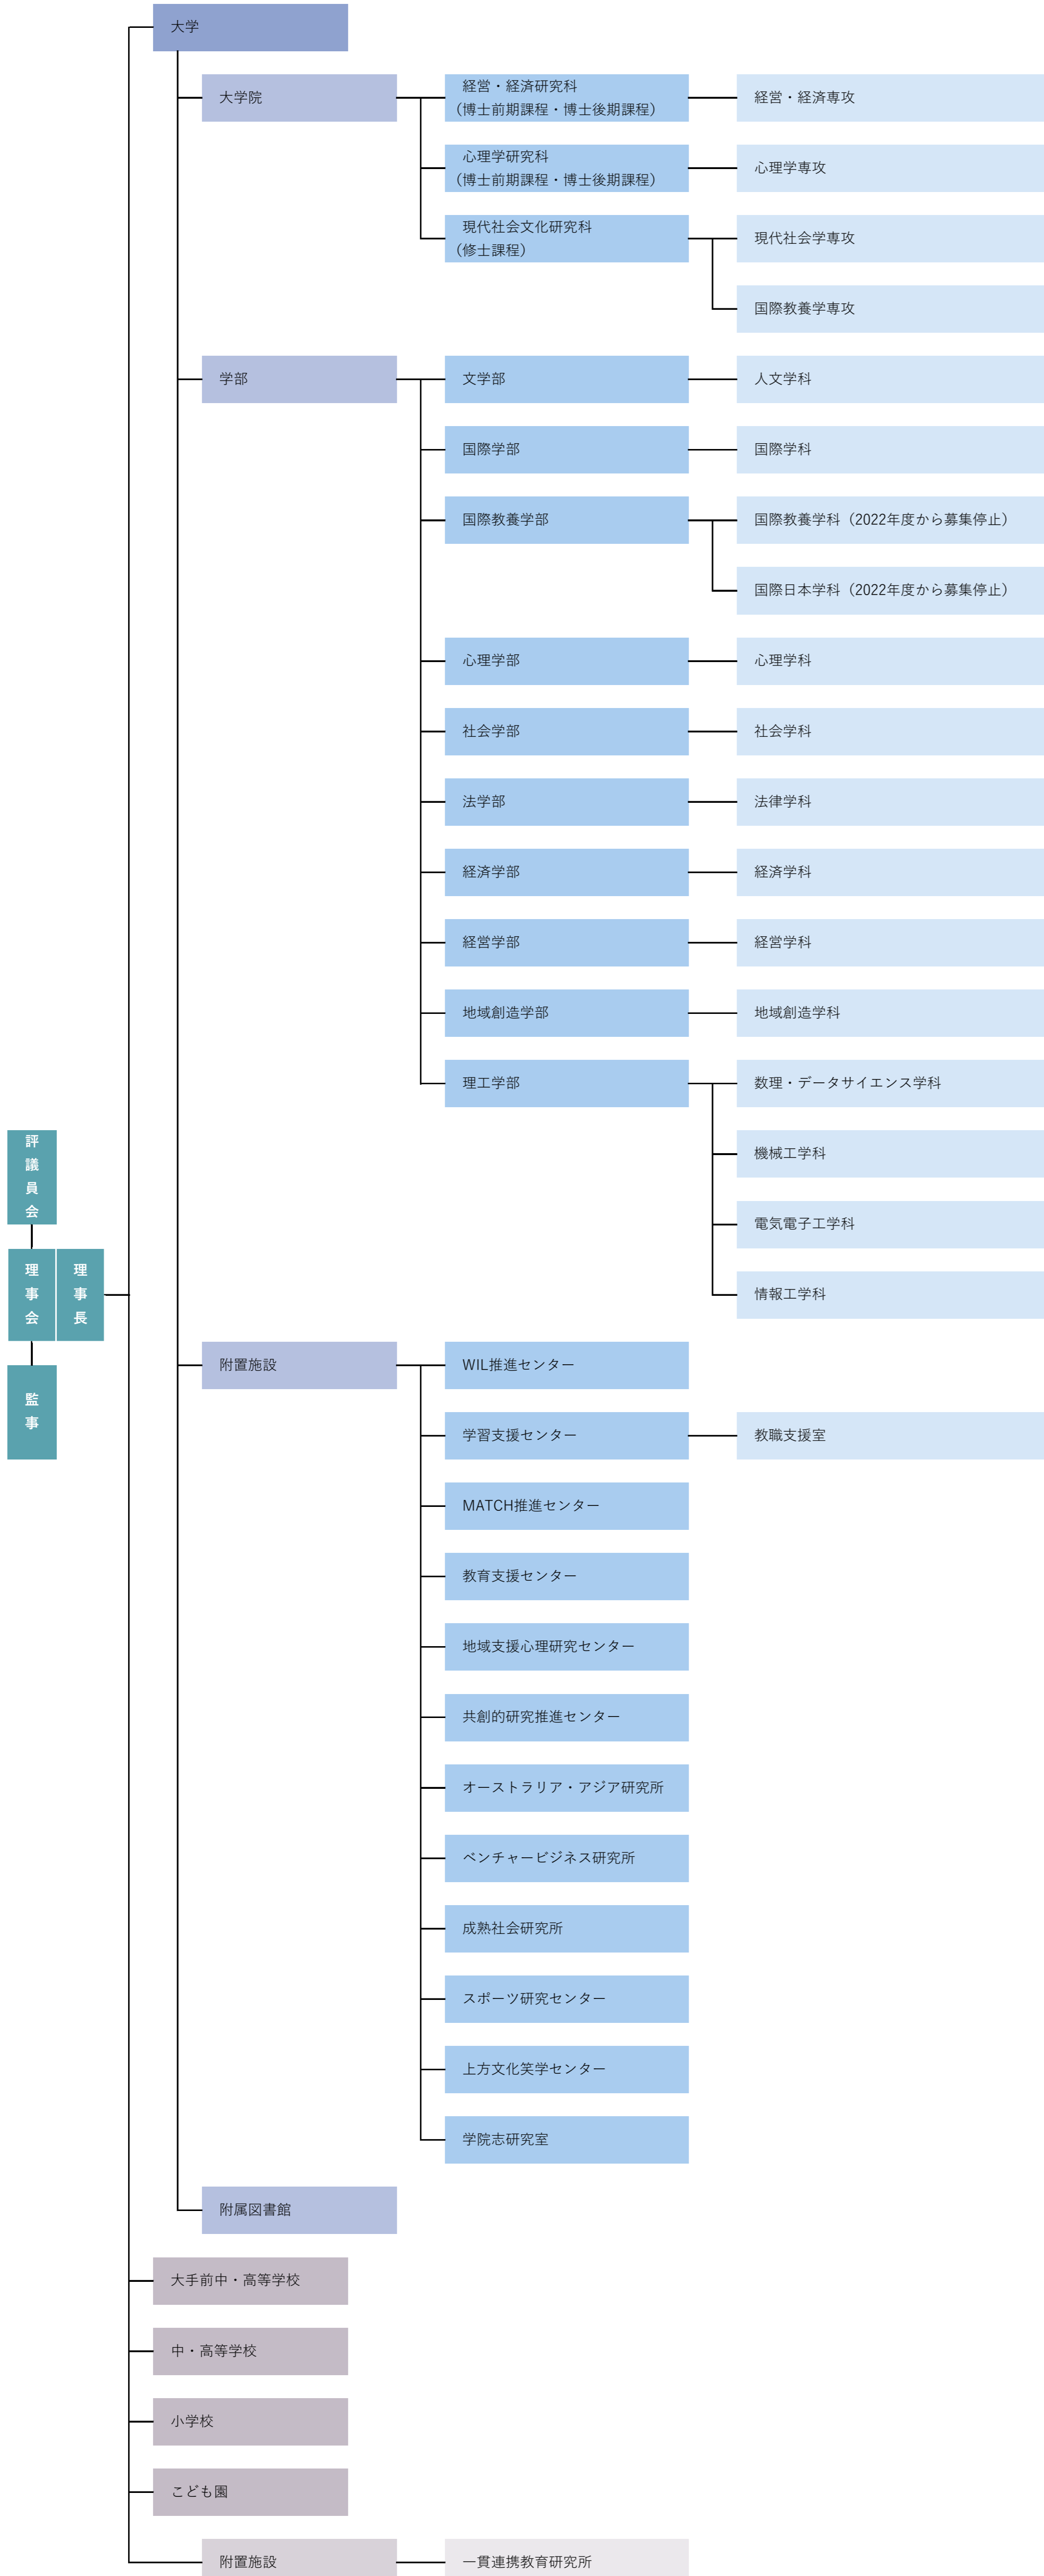 大学
大学院
経営・経済研究科
(博士前期課程・博士後期課程)
経営・経済専攻
心理学研究科
(博士前期課程・博士後期課程)
心理学専攻
現代社会文化研究科
(修士課程)
現代社会学専攻
国際教養学専攻
学部
文学部
人文学科
国際学部
国際学科
国際教養学部
国際教養学科（2022年度から募集停止）
国際日本学科（2022年度から募集停止）
心理学部
心理学科
社会学部
社会学科
法学部
法律学科
経済学部
経済学科
経営学部
経営学科
地域創造学部
地域創造学科
理工学部
数理・データサイエンス学科
機械工学科
電気電子工学科
情報工学科
評議員会
理事会
理事長
監事
附置施設
WIL推進センター
学習支援センター
教職支援室
MATCH推進センター
教育支援センター
地域支援心理研究センター
共創的研究推進センター
オーストラリア・アジア研究所
ベンチャービジネス研究所
成熟社会研究所
スポーツ研究センター
上方文化笑学センター
学院志研究室
附属図書館
大手前中・高等学校
中・高等学校
小学校
こども園
附置施設
一貫連携教育研究所